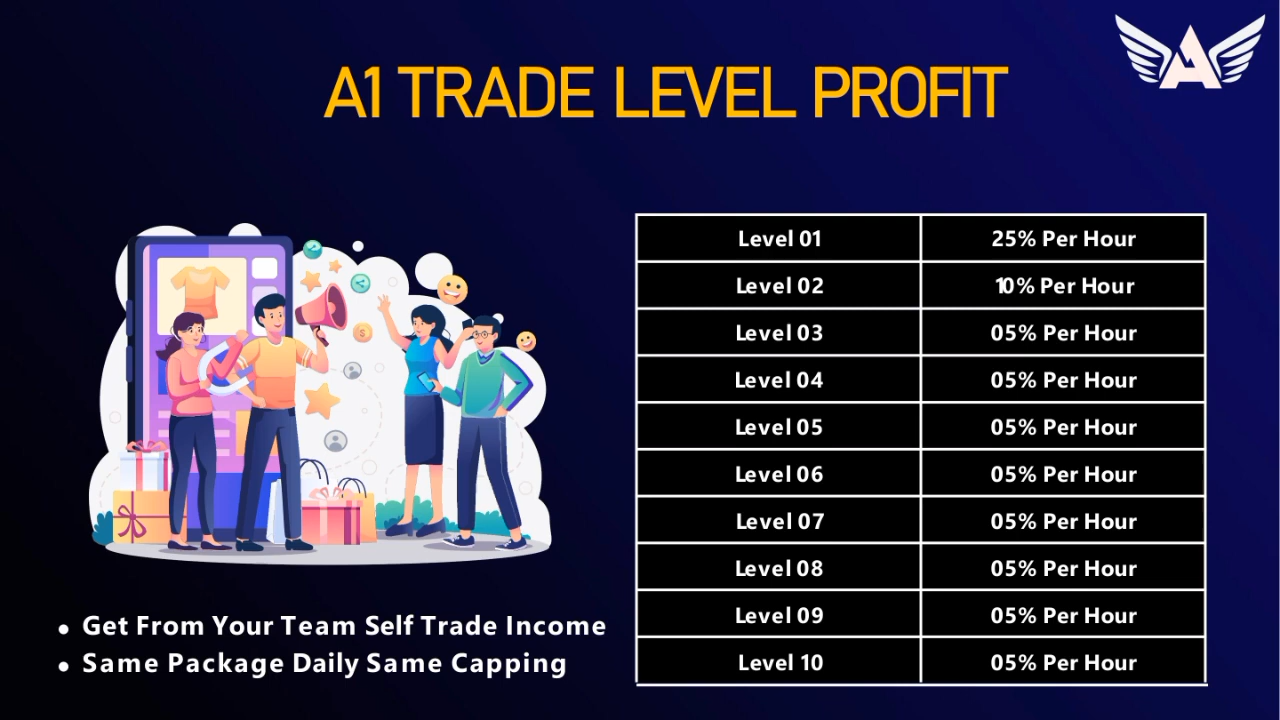 A1 TRADE LEVEL PROFIT
Level 01 25% Per Hour
Level 02 10% Per Hour
Level 03 05% Per Hour
Level 04 05% Per Hour
Level 05 05% Per Hour
Level 06 05% Per Hour
Level 07 05% Per Hour
Level 08 05% Per Hour
Level 09 05% Per Hour
Level 10 05% Per Hour
• Get From Your Team Self Trade Income
• Same Package Daily Same Capping